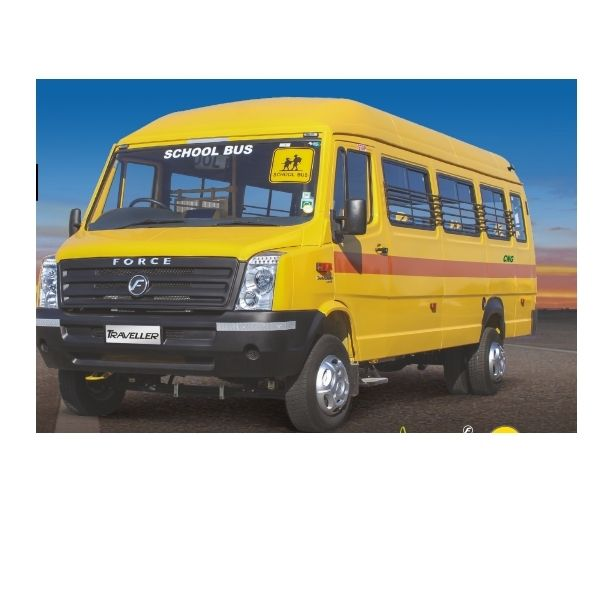 SCHOOL BUS
SCHOOL BUS
FORCE
TRAVELLER
CNG